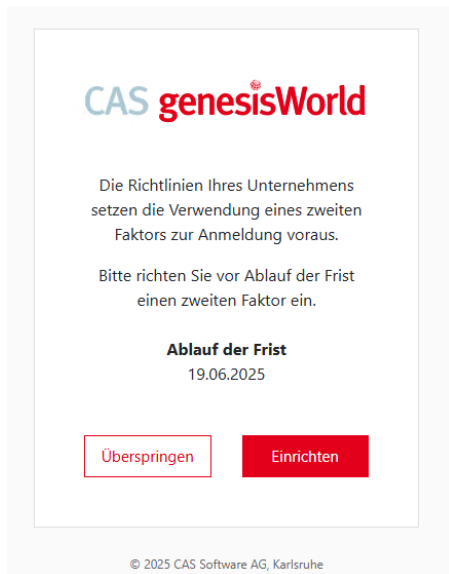 CAS genesisWorld
Die Richtlinien Ihres Unternehmens
setzen die Verwendung eines zweiten
Faktors zur Anmeldung voraus.
Bitte richten Sie vor Ablauf der Frist
einen zweiten Faktor ein.
Ablauf der Frist
19.06.2025
Überspringen
Einrichten
© 2025 CAS Software AG, Karlsruhe